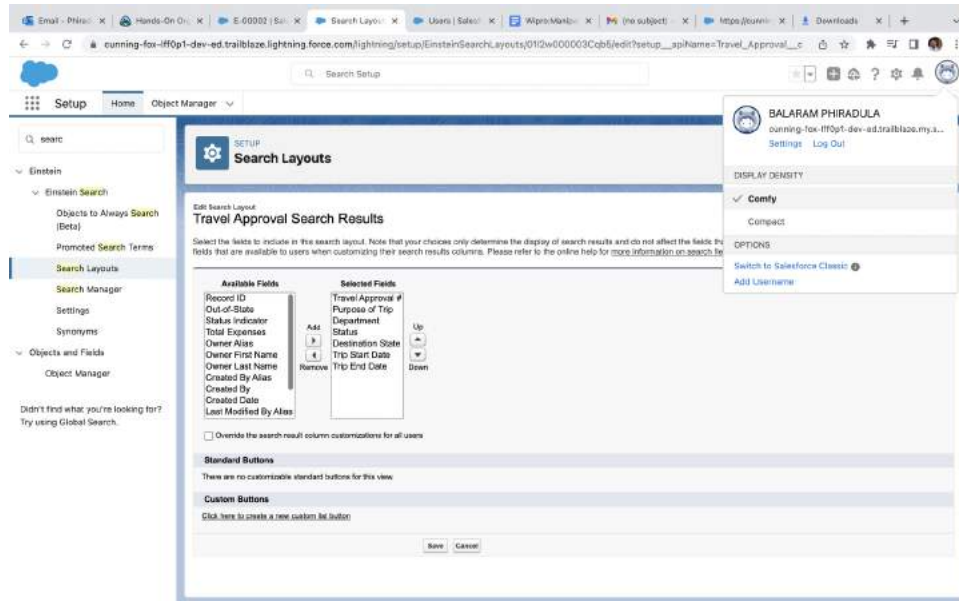 Email - Phirad
Hands-On Or
E-00002 | Sal
Search Layou
Users | Salesf
(no subject) -
Downloads
cunning-fox-lff0p1-dev-ed.trailblaze.lightning.force.com/lightning/setup/EinsteinSearchLayouts/01I2w000003Cqb5/edit?setup__apiName=Travel_Approval__c
Search Setup
Setup
Home
Object Manager
BALARAM PHIRADULA
cunning-fox-lff0p1-dev-ed.trailblaze.my.s...
Settings Log Out
DISPLAY DENSITY
Comfy
Compact
OPTIONS
Switch to Salesforce Classic
Add Username
searc
Einstein
Einstein Search
Objects to Always Search
(Beta)
Promoted Search Terms
Search Layouts
Search Manager
Settings
Synonyms
Objects and Fields
Object Manager
Didn't find what you're looking for?
Try using Global Search.
SETUP
Search Layouts
Edit Search Layout
Travel Approval Search Results
Select the fields to include in this search layout. Note that your choices only determine the display of search results and do not affect the fields tha
fields that are available to users when customizing their search results columns. Please refer to the online help for more information on search fie
Available Fields
Record ID
Out-of-State
Status Indicator
Total Expenses
Owner Alias
Owner First Name
Owner Last Name
Created By Alias
Created By
Created Date
Last Modified By Alias
Add
Remove
Selected Fields
Travel Approval #
Purpose of Trip
Department
Status
Destination State
Trip Start Date
Trip End Date
Up
Down
Override the search result column customizations for all users
Standard Buttons
There are no customizable standard buttons for this view
Custom Buttons
Click here to create a new custom list button
Save Cancel